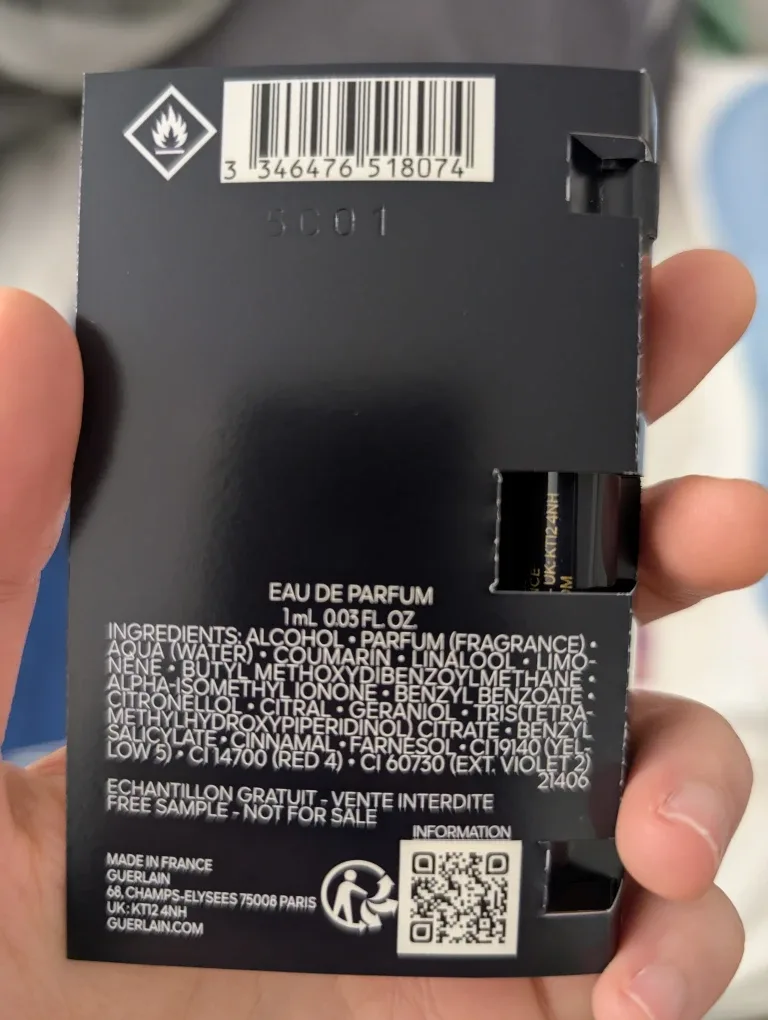 3 346476 518074
5C01
EAU DE PARFUM
1 mL 0.03 FL. OZ.
INGREDIENTS: ALCOHOL • PARFUM (FRAGRANCE) •
AQUA (WATER) • COUMARIN • LINALOOL • LIMO-
NENE • BUTYL METHOXYDIBENZOYLMETHANE •
ALPHA-ISOMETHYL IONONE • BENZYL BENZOATE •
CITRONELLOL • CITRAL • GERANIOL • TRIS(TETRA-
METHYLHYDROXYPIPERIDINOL) CITRATE • BENZYL
SALICYLATE • CINNAMAL • FARNESOL • CI 19140 (YEL-
LOW 5) • CI 14700 (RED 4) • CI 60730 (EXT. VIOLET 2)
21406
ECHANTILLON GRATUIT - VENTE INTERDITE
FREE SAMPLE - NOT FOR SALE
INFORMATION
MADE IN FRANCE
GUERLAIN
68, CHAMPS-ELYSEES 75008 PARIS
UK: KT12 4NH
GUERLAIN.COM
- UK: KT12 4NH